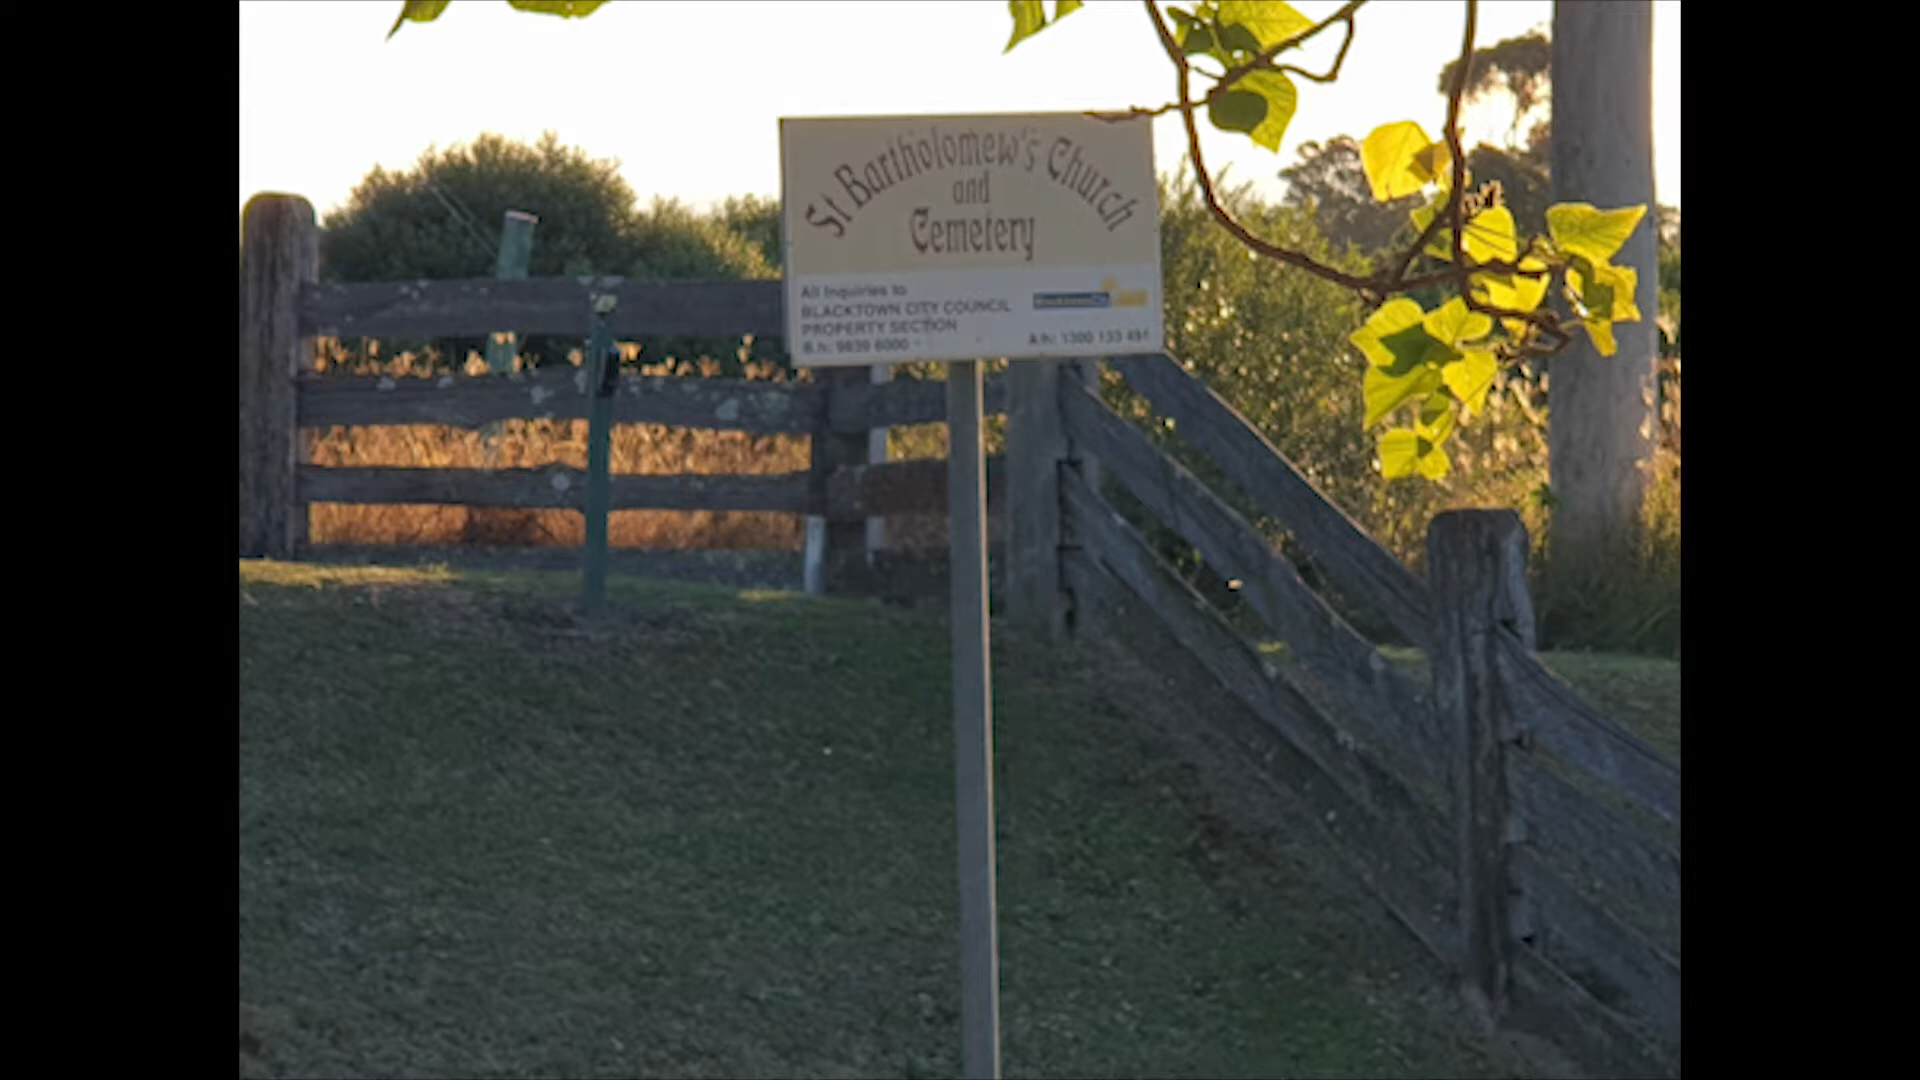 St Bartholomew's Church
and
Cemetery
All Inquiries to
BLACKTOWN CITY COUNCIL
PROPERTY SECTION
B.h: 9839 6000
A.h: 1300 133 491